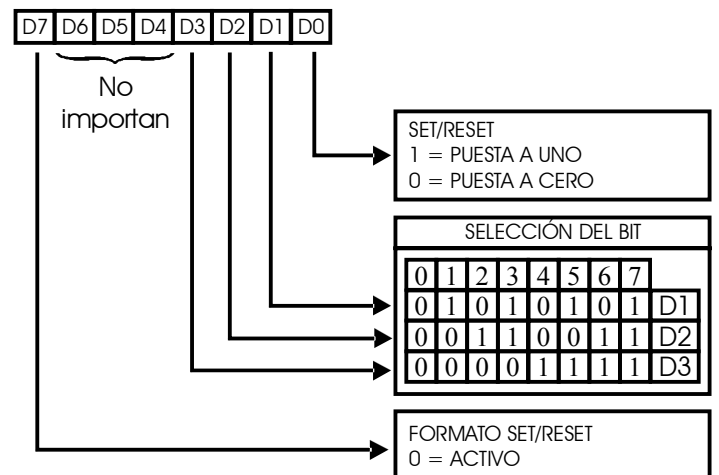 D7 D6 D5 D4 D3 D2 D1 D0
No
importan
SET/RESET
1 = PUESTA A UNO
0 = PUESTA A CERO
SELECCIÓN DEL BIT
0 1 2 3 4 5 6 7
0 1 0 1 0 1 0 1 D1
0 0 1 1 0 0 1 1 D2
0 0 0 0 1 1 1 1 D3
FORMATO SET/RESET
0 = ACTIVO